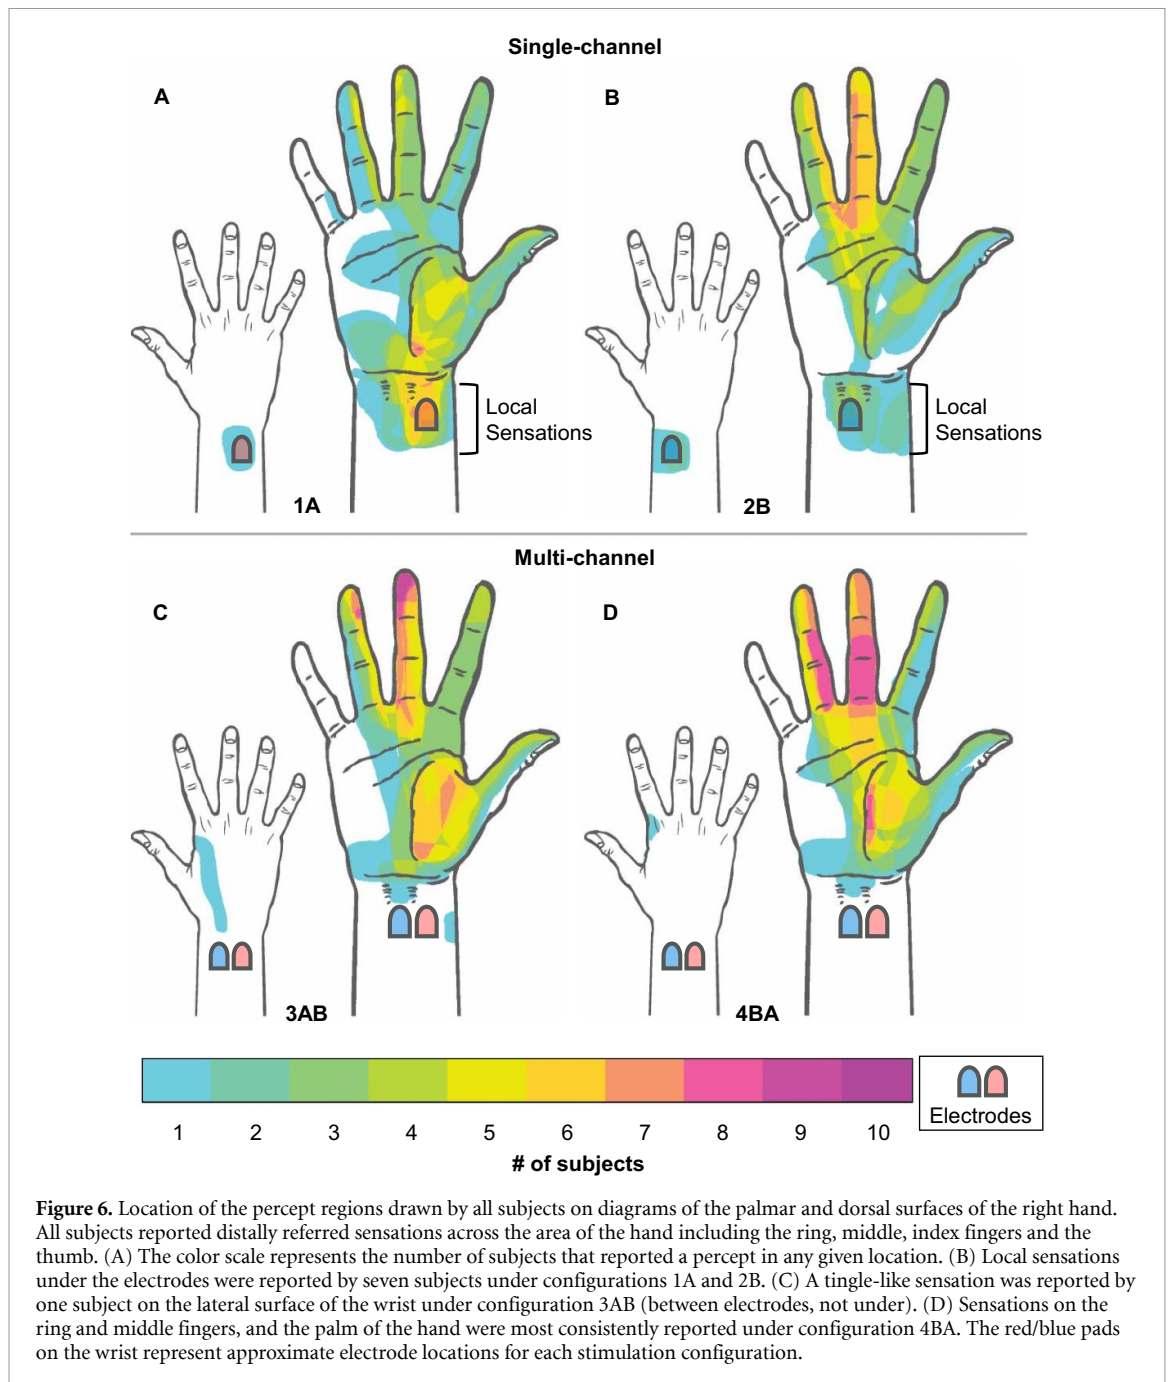 Single-channel
A
B
Local
Sensations
Local
Sensations
1A
2B
Multi-channel
C
D
3AB
4BA
1 2 3 4 5 6 7 8 9 10
# of subjects
Electrodes
Figure 6. Location of the percept regions drawn by all subjects on diagrams of the palmar and dorsal surfaces of the right hand.
All subjects reported distally referred sensations across the area of the hand including the ring, middle, index fingers and the
thumb. (A) The color scale represents the number of subjects that reported a percept in any given location. (B) Local sensations
under the electrodes were reported by seven subjects under configurations 1A and 2B. (C) A tingle-like sensation was reported by
one subject on the lateral surface of the wrist under configuration 3AB (between electrodes, not under). (D) Sensations on the
ring and middle fingers, and the palm of the hand were most consistently reported under configuration 4BA. The red/blue pads
on the wrist represent approximate electrode locations for each stimulation configuration.